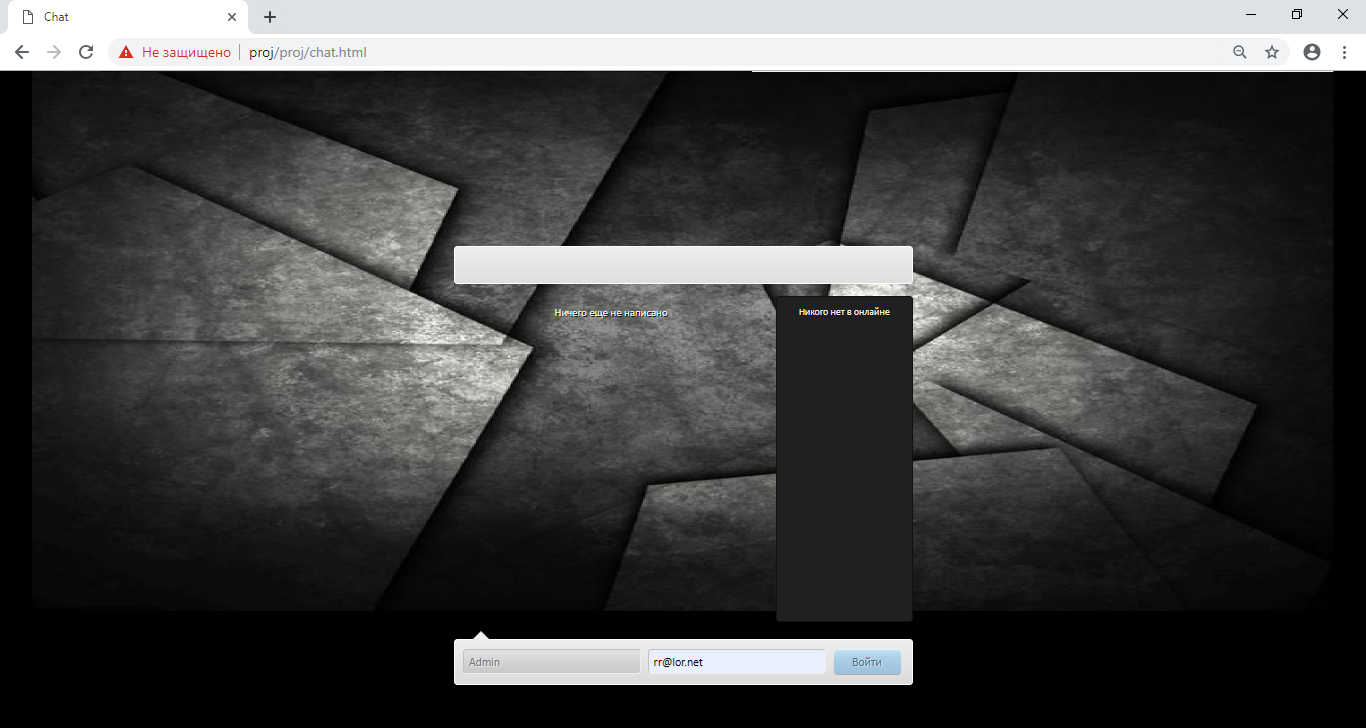 Chat
Не защищено proj/proj/chat.html
Ничего еще не написано
Никого нет в онлайне
Admin
rr@lor.net
Войти